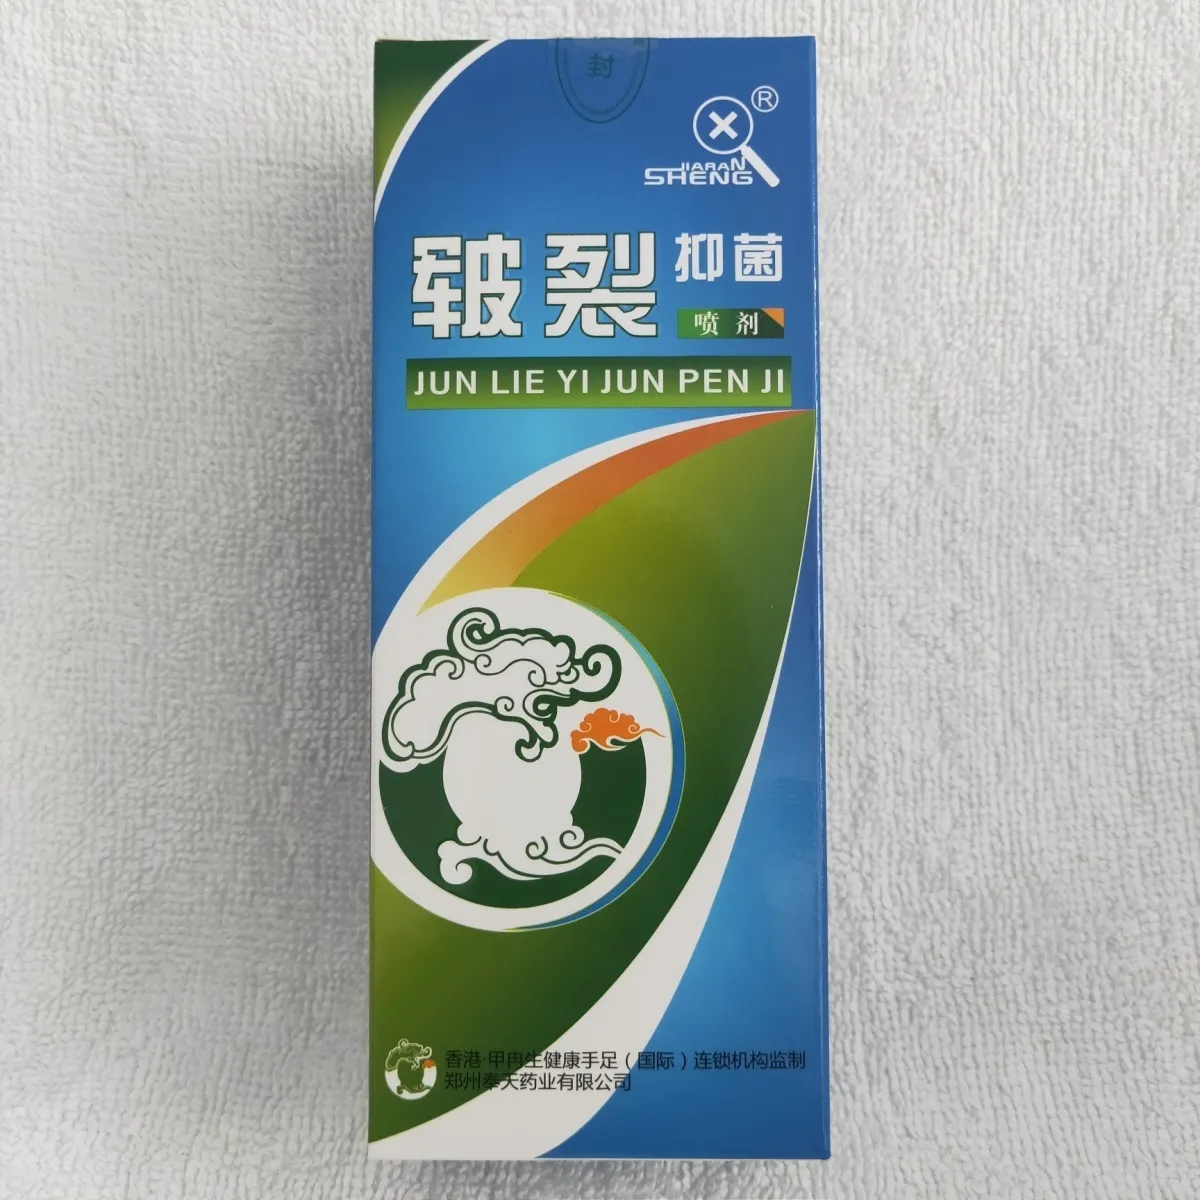 封
®
JIARAN
SHENG
皲裂 抑菌
喷剂
JUN LIE YI JUN PEN JI
香港·甲冉生健康手足(国际)连锁机构监制
郑州奉天药业有限公司